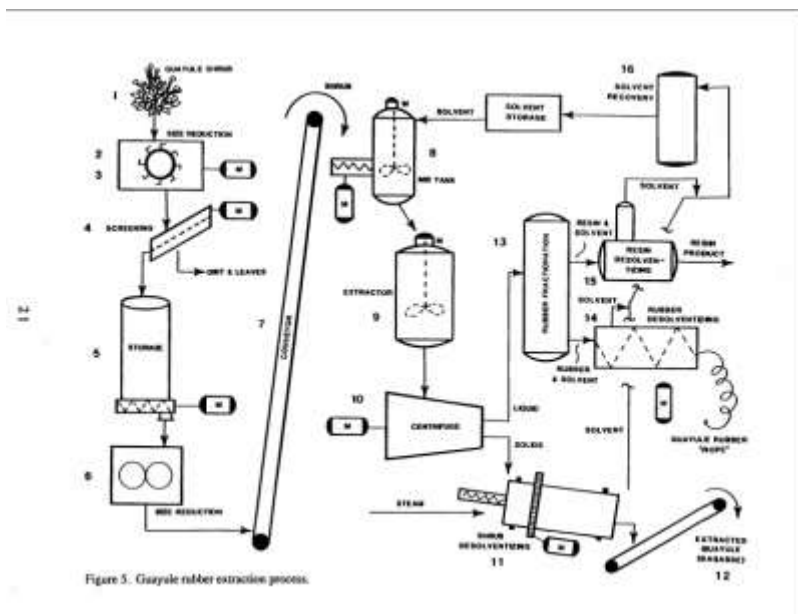 GUAYULE SHRUB
1
SIZE REDUCTION
2
3
M
4
SCREENING
M
DIRT & LEAVES
5
STORAGE
M
6
SIZE REDUCTION
7
CONVEYOR
SHRUB
M
SOLVENT
SOLVENT
STORAGE
8
MIX TANK
M
EXTRACTOR
9
10
M
CENTRIFUGE
LIQUID
SOLIDS
STEAM
SHRUB
DESOLVENTIZING
M
11
EXTRACTED
GUAYULE
(BAGASSE)
12
13
RUBBER FRACTIONATION
RESIN &
SOLVENT
RUBBER
& SOLVENT
14
RUBBER
DESOLVENTIZING
SOLVENT
M
SOLVENT
GUAYULE RUBBER
"ROPE"
15
RESIN
DESOLVEN-
TIZING
RESIN
PRODUCT
SOLVENT
16
SOLVENT
RECOVERY
21
Figure 5. Guayule rubber extraction process.